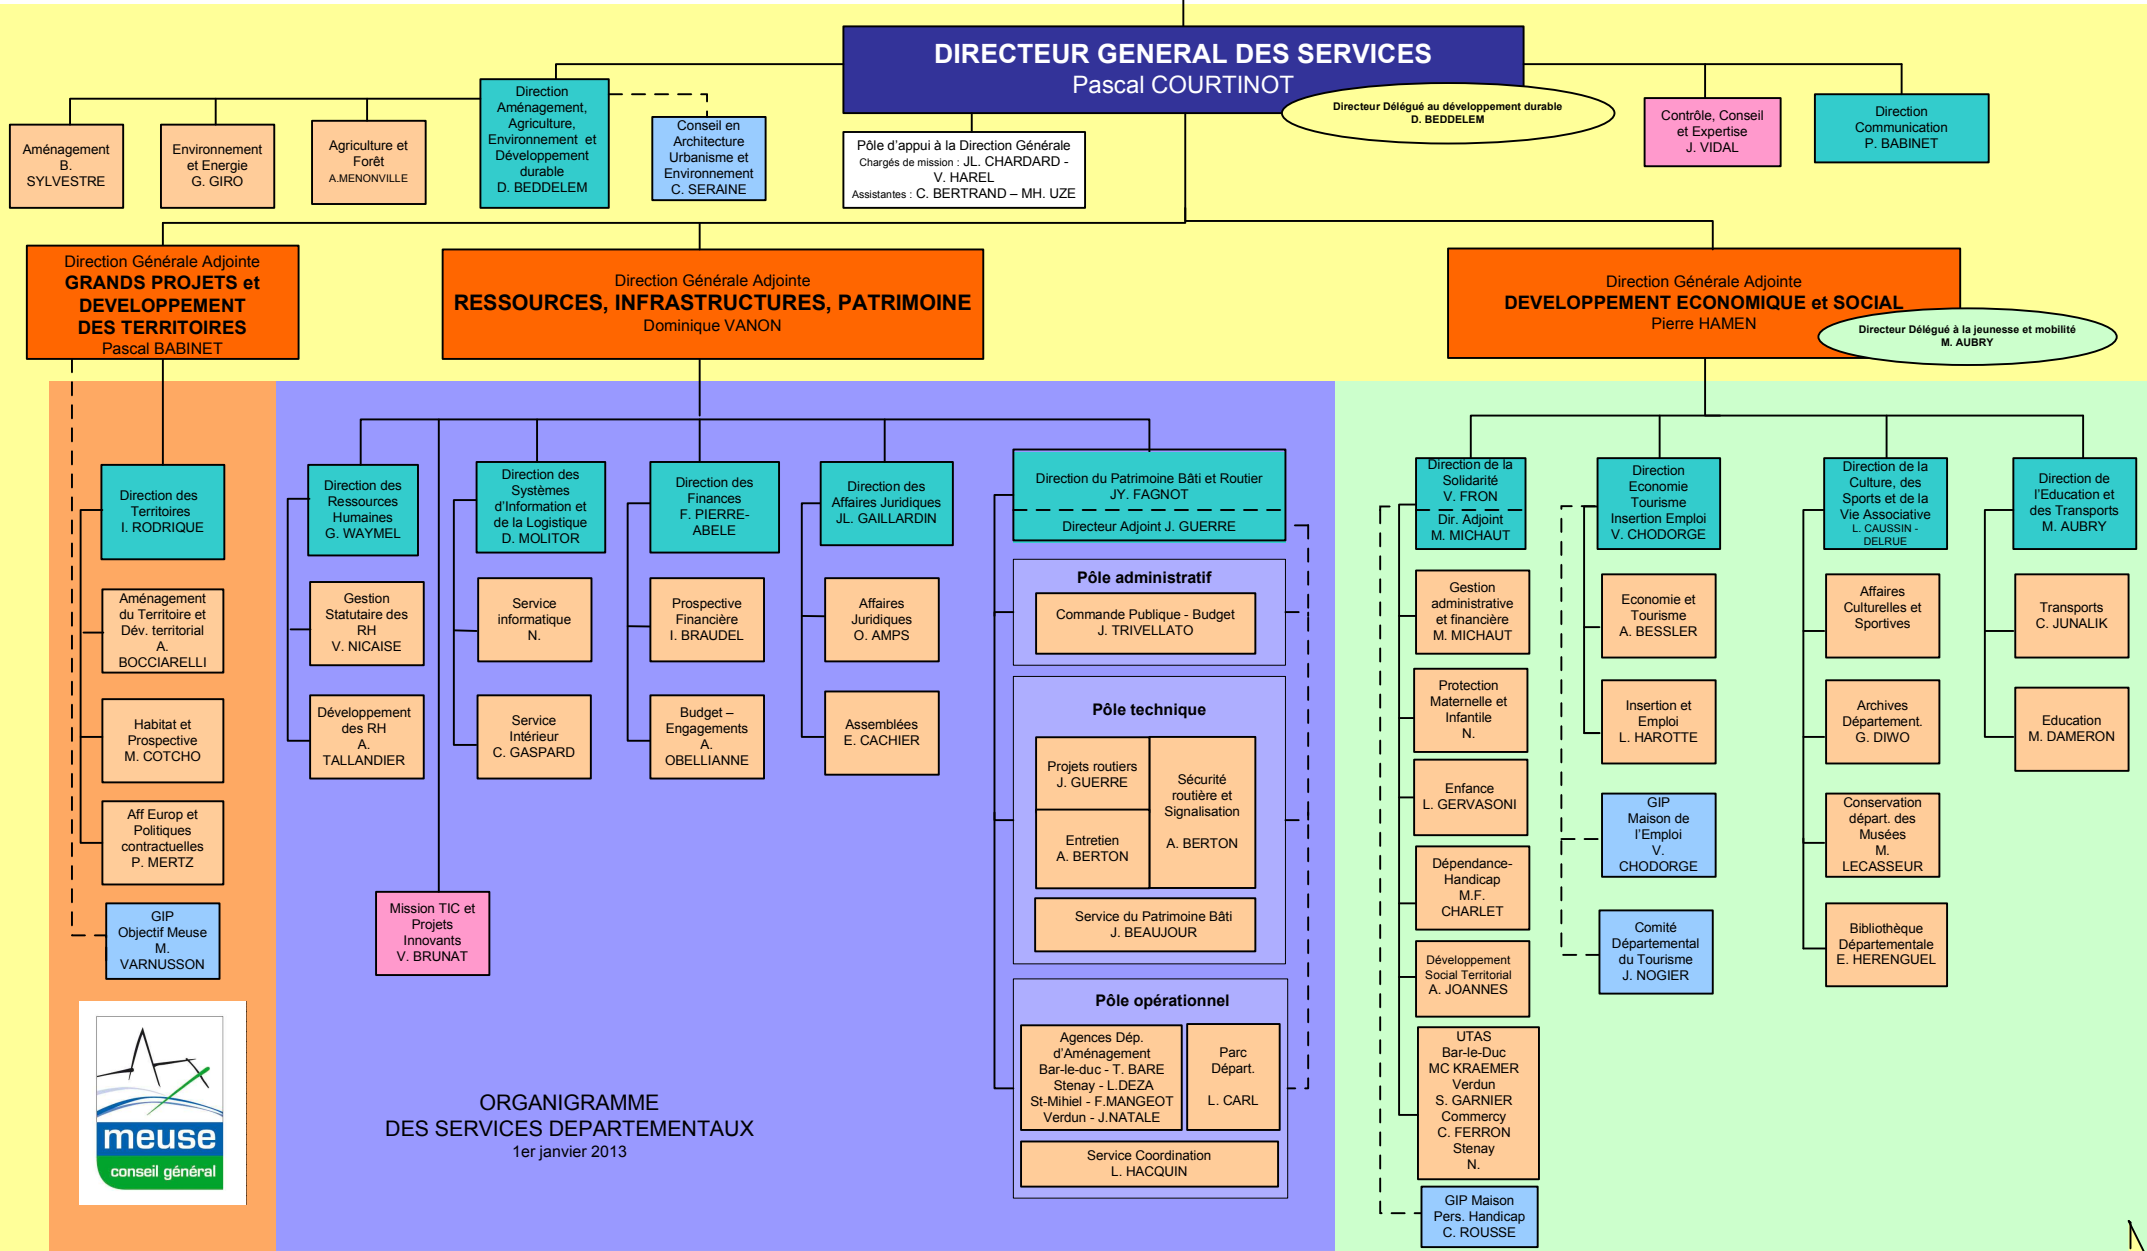 DIRECTEUR GENERAL DES SERVICES
Pascal COURTINOT
Directeur Délégué au développement durable
D. BEDDELEM
Aménagement
B.
SYLVESTRE
Environnement
et Energie
G. GIRO
Agriculture et
Forêt
A.MENONVILLE
Direction
Aménagement,
Agriculture,
Environnement et
Développement
durable
D. BEDDELEM
Conseil en
Architecture
Urbanisme et
Environnement
C. SERAINE
Pôle d'appui à la Direction Générale
Chargés de mission : JL. CHARDARD -
V. HAREL
Assistantes : C. BERTRAND – MH. UZE
Contrôle, Conseil
et Expertise
J. VIDAL
Direction
Communication
P. BABINET
Direction Générale Adjointe
GRANDS PROJETS et
DEVELOPPEMENT
DES TERRITOIRES
Pascal BABINET
Direction Générale Adjointe
RESSOURCES, INFRASTRUCTURES, PATRIMOINE
Dominique VANON
Direction Générale Adjointe
DEVELOPPEMENT ECONOMIQUE et SOCIAL
Pierre HAMEN
Directeur Délégué à la jeunesse et mobilité
M. AUBRY
Direction des
Territoires
I. RODRIQUE
Aménagement
du Territoire et
Dév. territorial
A.
BOCCIARELLI
Habitat et
Prospective
M. COTCHO
Aff Europ et
Politiques
contractuelles
P. MERTZ
GIP
Objectif Meuse
M.
VARNUSSON
meuse
conseil général
Direction des
Ressources
Humaines
G. WAYMEL
Gestion
Statutaire des
RH
V. NICAISE
Développement
des RH
A.
TALLANDIER
Mission TIC et
Projets
Innovants
V. BRUNAT
Direction des
Systèmes
d'Information et
de la Logistique
D. MOLITOR
Service
informatique
N.
Service
Intérieur
C. GASPARD
Direction des
Finances
F. PIERRE-
ABELE
Prospective
Financière
I. BRAUDEL
Budget –
Engagements
A.
OBELLIANNE
Direction des
Affaires Juridiques
JL. GAILLARDIN
Affaires
Juridiques
O. AMPS
Assemblées
E. CACHIER
Direction du Patrimoine Bâti et Routier
JY. FAGNOT
Directeur Adjoint J. GUERRE
Pôle administratif
Commande Publique - Budget
J. TRIVELLATO
Pôle technique
Projets routiers
J. GUERRE
Entretien
A. BERTON
Sécurité
routière et
Signalisation
A. BERTON
Service du Patrimoine Bâti
J. BEAUJOUR
Pôle opérationnel
Agences Dép.
d'Aménagement
Bar-le-duc - T. BARE
Stenay - L.DEZA
St-Mihiel - F.MANGEOT
Verdun - J.NATALE
Parc
Départ.
L. CARL
Service Coordination
L. HACQUIN
ORGANIGRAMME
DES SERVICES DEPARTEMENTAUX
1er janvier 2013
Direction de la
Solidarité
V. FRON
Dir. Adjoint
M. MICHAUT
Gestion
administrative
et financière
M. MICHAUT
Protection
Maternelle et
Infantile
N.
Enfance
L. GERVASONI
Dépendance-
Handicap
M.F.
CHARLET
Développement
Social Territorial
A. JOANNES
UTAS
Bar-le-Duc
MC KRAEMER
Verdun
S. GARNIER
Commercy
C. FERRON
Stenay
N.
GIP Maison
Pers. Handicap
C. ROUSSE
Direction
Economie
Tourisme
Insertion Emploi
V. CHODORGE
Economie et
Tourisme
A. BESSLER
Insertion et
Emploi
L. HAROTTE
GIP
Maison de
l'Emploi
V.
CHODORGE
Comité
Départemental
du Tourisme
J. NOGIER
Direction de la
Culture, des
Sports et de la
Vie Associative
L. CAUSSIN -
DELRUE
Affaires
Culturelles et
Sportives
Archives
Département.
G. DIWO
Conservation
départ. des
Musées
M.
LECASSEUR
Bibliothèque
Départementale
E. HERENGUEL
Direction de
l'Education et
des Transports
M. AUBRY
Transports
C. JUNALIK
Education
M. DAMERON